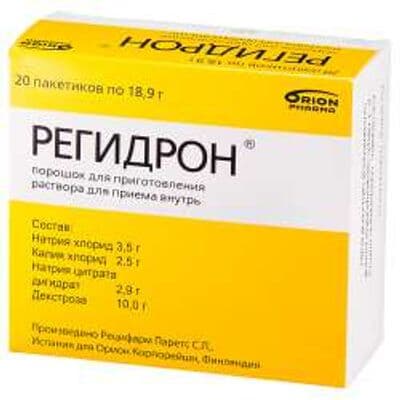 РЕГИДРОН
20 пакетиков по 18,9 г
ORION
PHARMA
РЕГИДРОН®
порошок для приготовления
раствора для приема внутрь
Состав:
Натрия хлорид 3,5 г
Калия хлорид 2,5 г
Натрия цитрата
дигидрат 2,9 г
Декстроза 10,0 г
Произведено Рецифарм Паретс С.Л.,
Испания для Орион Корпорейшн, Финляндия